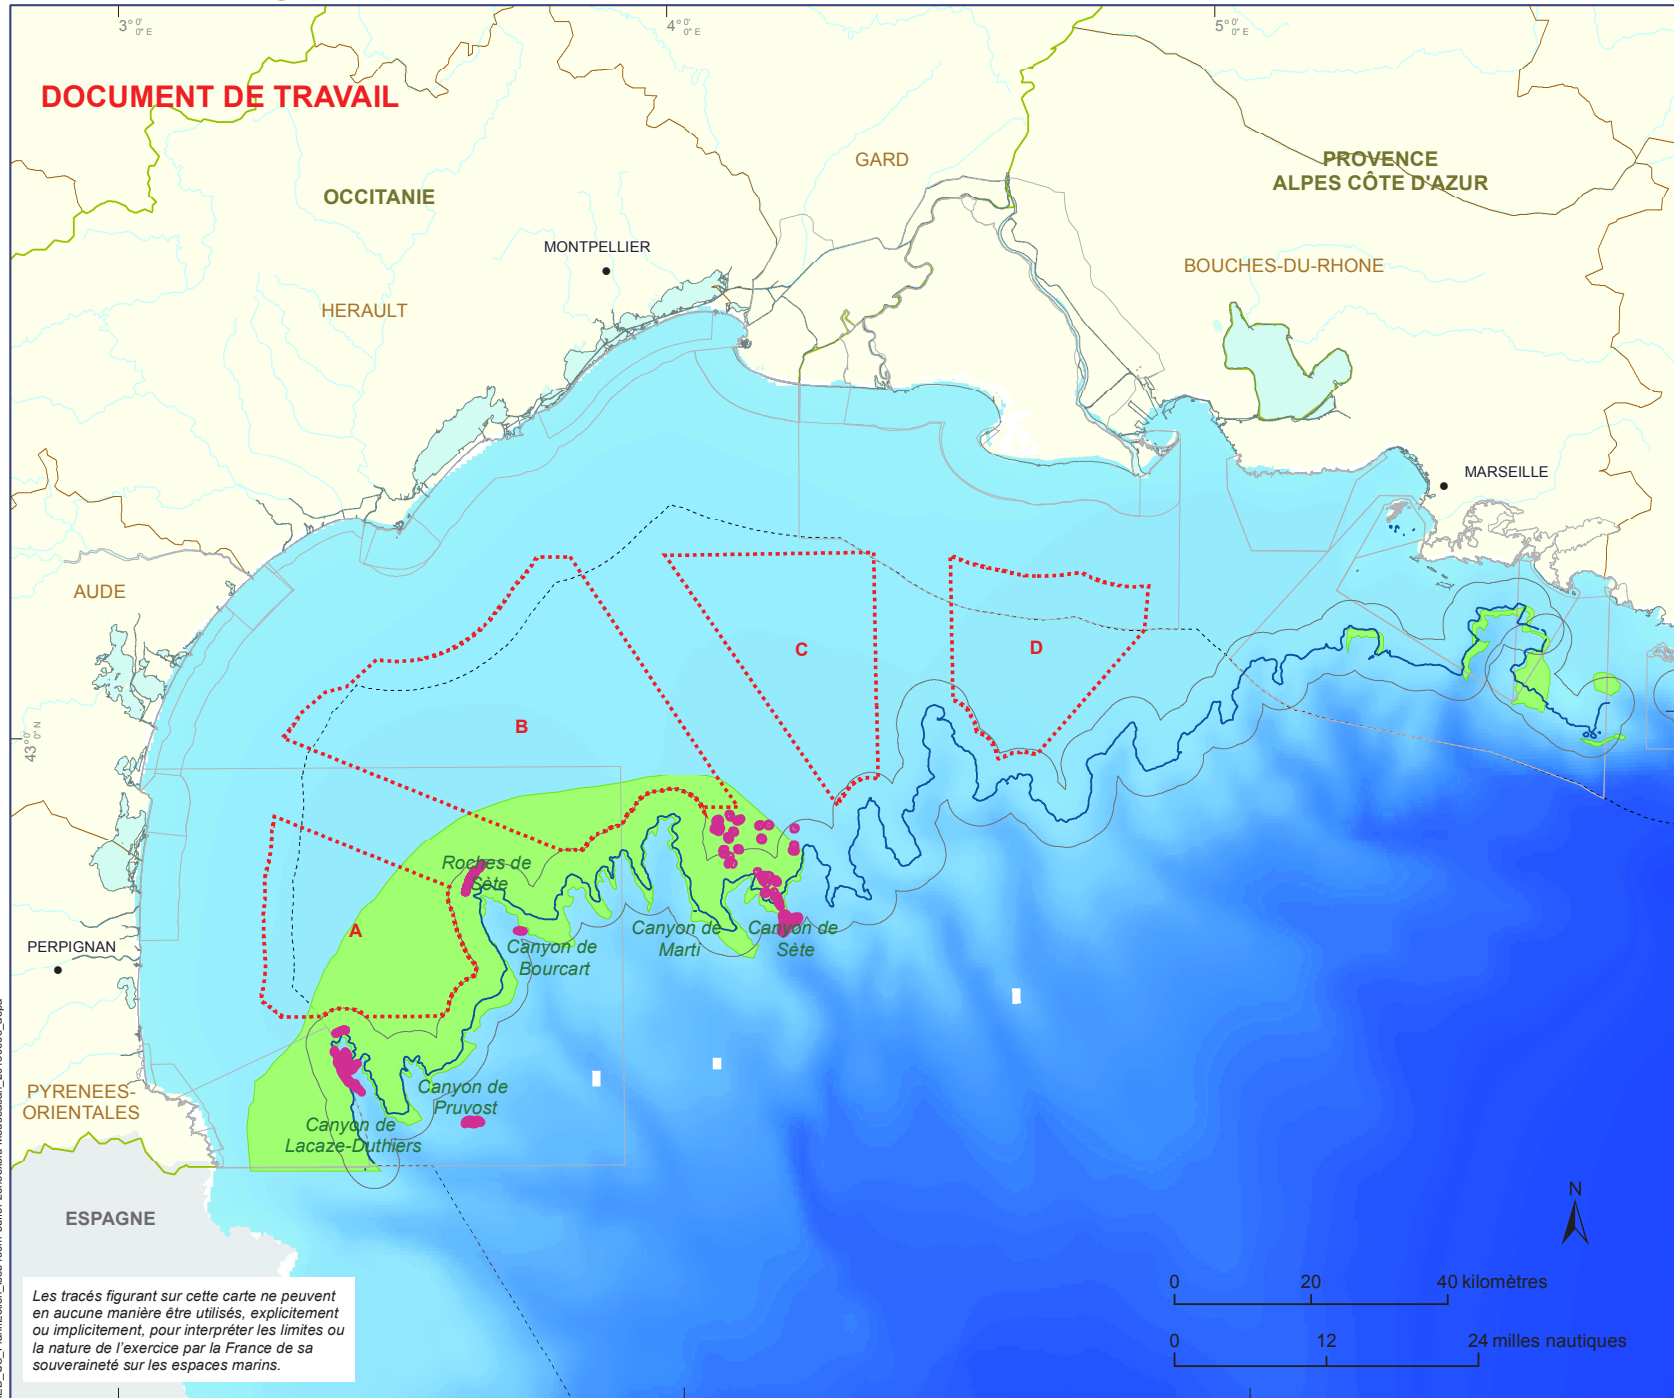 3° 0' 0" E
4° 0' 0" E
5° 0' 0" E
DOCUMENT DE TRAVAIL
GARD
PROVENCE
ALPES CÔTE D'AZUR
OCCITANIE
MONTPELLIER
BOUCHES-DU-RHONE
HERAULT
MARSEILLE
AUDE
C
D
B
43° 0' 0" N
Roches de
Sète
A
Canyon de
Marti
Canyon de
Sète
PERPIGNAN
Canyon de
Bourcart
PYRENEES-
ORIENTALES
Canyon de
Pruvost
Canyon de
Lacaze-Duthiers
ESPAGNE
N
Les tracés figurant sur cette carte ne peuvent
en aucune manière être utilisés, explicitement
ou implicitement, pour interpréter les limites ou
la nature de l'exercice par la France de sa
souveraineté sur les espaces marins.
0 20 40 kilomètres
0 12 24 milles nautiques